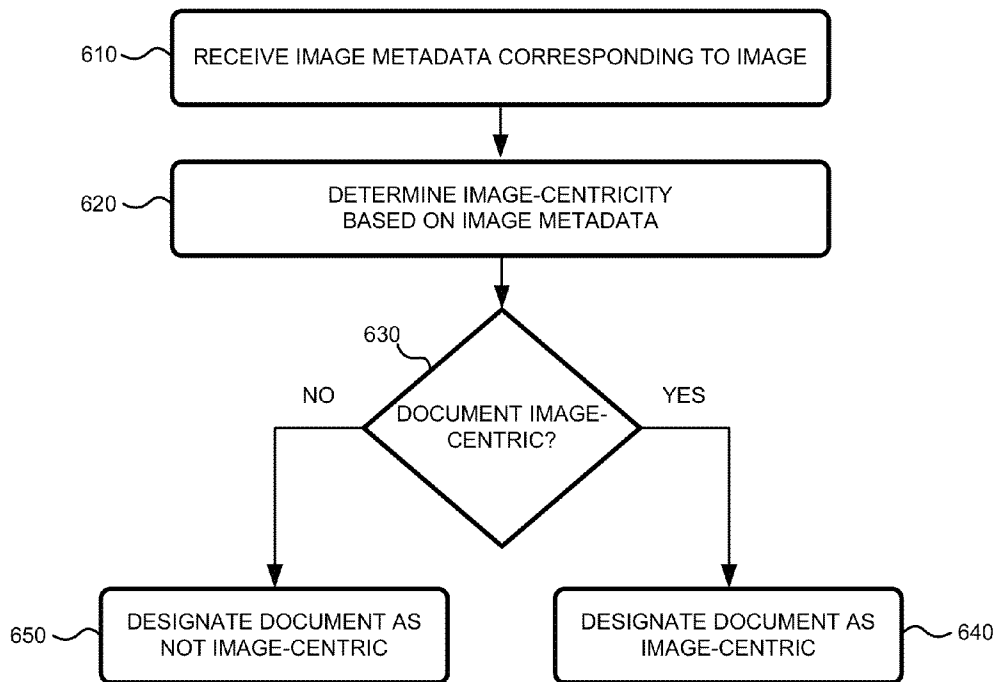 610
RECEIVE IMAGE METADATA CORRESPONDING TO IMAGE
620
DETERMINE IMAGE-CENTRICITY
BASED ON IMAGE METADATA
630
NO
YES
DOCUMENT IMAGE-
CENTRIC?
650
DESIGNATE DOCUMENT AS
NOT IMAGE-CENTRIC
DESIGNATE DOCUMENT AS
IMAGE-CENTRIC
640